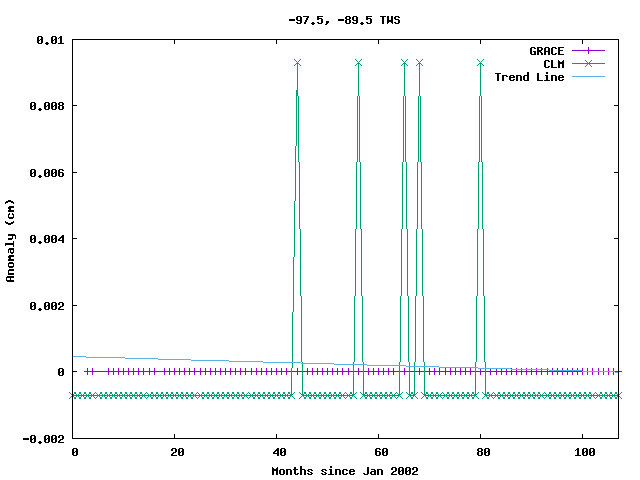 -97.5, -89.5 TWS
0.01
GRACE
CLM
Trend Line
0.008
0.006
0.004
0.002
0
-0.002
Anomaly (cm)
0 20 40 60 80 100
Months since Jan 2002